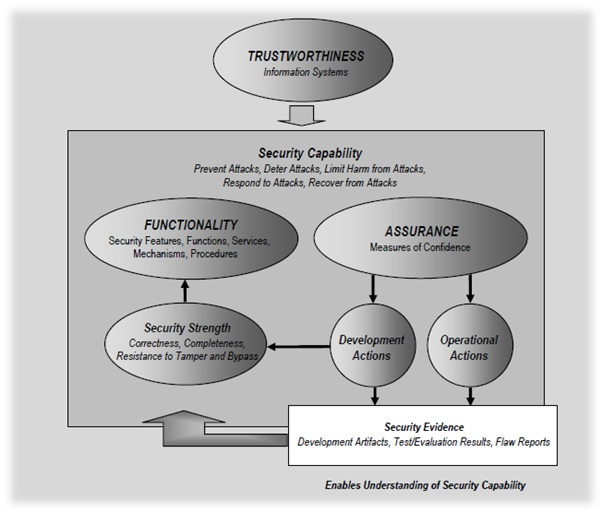 TRUSTWORTHINESS
Information Systems
Security Capability
Prevent Attacks, Deter Attacks, Limit Harm from Attacks,
Respond to Attacks, Recover from Attacks
FUNCTIONALITY
Security Features, Functions, Services,
Mechanisms, Procedures
ASSURANCE
Measures of Confidence
Security Strength
Correctness, Completeness,
Resistance to Tamper and Bypass
Development
Actions
Operational
Actions
Security Evidence
Development Artifacts, Test/Evaluation Results, Flaw Reports
Enables Understanding of Security Capability